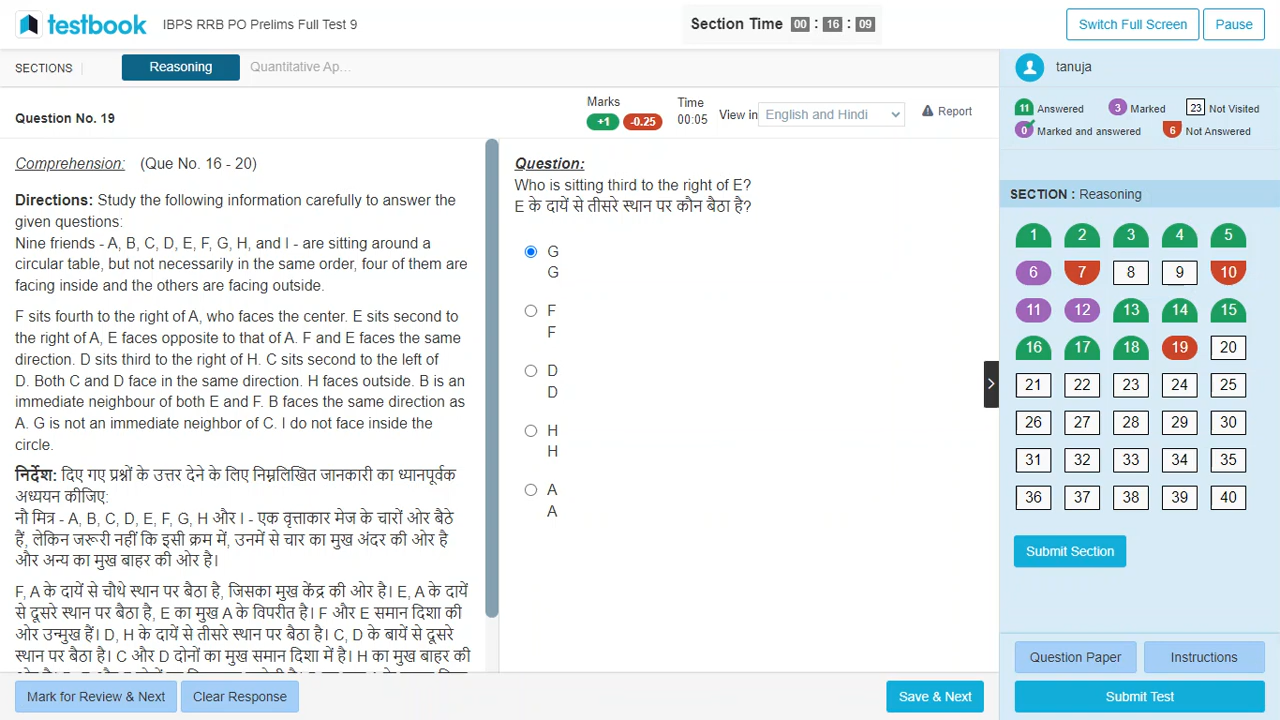 testbook
IBPS RRB PO Prelims Full Test 9
Section Time 00 : 16 : 09
Switch Full Screen
Pause
SECTIONS
Reasoning
Quantitative Ap...
tanuja
Question No. 19
Marks
+1
-0.25
Time
00:05
View in
English and Hindi
Report
11 Answered
3 Marked
23 Not Visited
0 Marked and answered
6 Not Answered
Comprehension: (Que No. 16 - 20)
Directions: Study the following information carefully to answer the
given questions:
Nine friends - A, B, C, D, E, F, G, H, and I - are sitting around a
circular table, but not necessarily in the same order, four of them are
facing inside and the others are facing outside.
F sits fourth to the right of A, who faces the center. E sits second to
the right of A, E faces opposite to that of A. F and E faces the same
direction. D sits third to the right of H. C sits second to the left of
D. Both C and D face in the same direction. H faces outside. B is an
immediate neighbour of both E and F. B faces the same direction as
A. G is not an immediate neighbor of C. I do not face inside the
circle.
निर्देश: दिए गए प्रश्नों के उत्तर देने के लिए निम्नलिखित जानकारी का ध्यानपूर्वक
अध्ययन कीजिए:
नौ मित्र - A, B, C, D, E, F, G, H और I - एक वृत्ताकार मेज के चारों ओर बैठे
हैं, लेकिन जरूरी नहीं कि इसी क्रम में, उनमें से चार का मुख अंदर की ओर है
और अन्य का मुख बाहर की ओर है।
F, A के दायें से चौथे स्थान पर बैठा है, जिसका मुख केंद्र की ओर है। E, A के दायें
से दूसरे स्थान पर बैठा है, E का मुख A के विपरीत है। F और E समान दिशा की
ओर उन्मुख हैं। D, H के दायें से तीसरे स्थान पर बैठा है। C, D के बायें से दूसरे
स्थान पर बैठा है। C और D दोनों का मुख समान दिशा में है। H का मुख बाहर की
Question:
Who is sitting third to the right of E?
E के दायें से तीसरे स्थान पर कौन बैठा है?
G
G
F
F
D
D
H
H
A
A
SECTION : Reasoning
1 2 3 4 5
6 7 8 9 10
11 12 13 14 15
16 17 18 19 20
21 22 23 24 25
26 27 28 29 30
31 32 33 34 35
36 37 38 39 40
Submit Section
Question Paper
Instructions
Mark for Review & Next
Clear Response
Save & Next
Submit Test